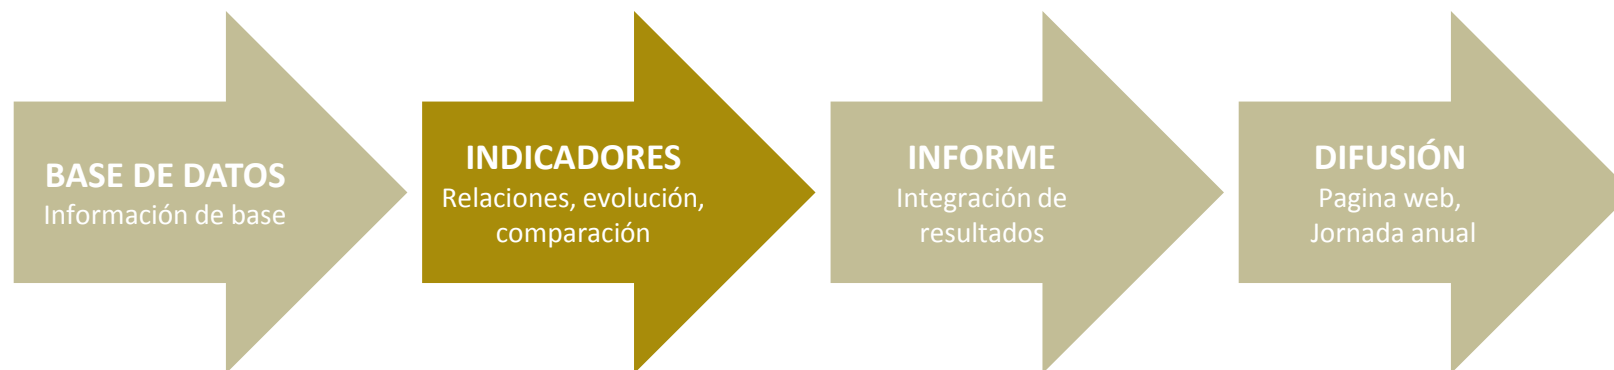 BASE DE DATOS
Información de base
INDICADORES
Relaciones, evolución,
comparación
INFORME
Integración de
resultados
DIFUSIÓN
Pagina web,
Jornada anual